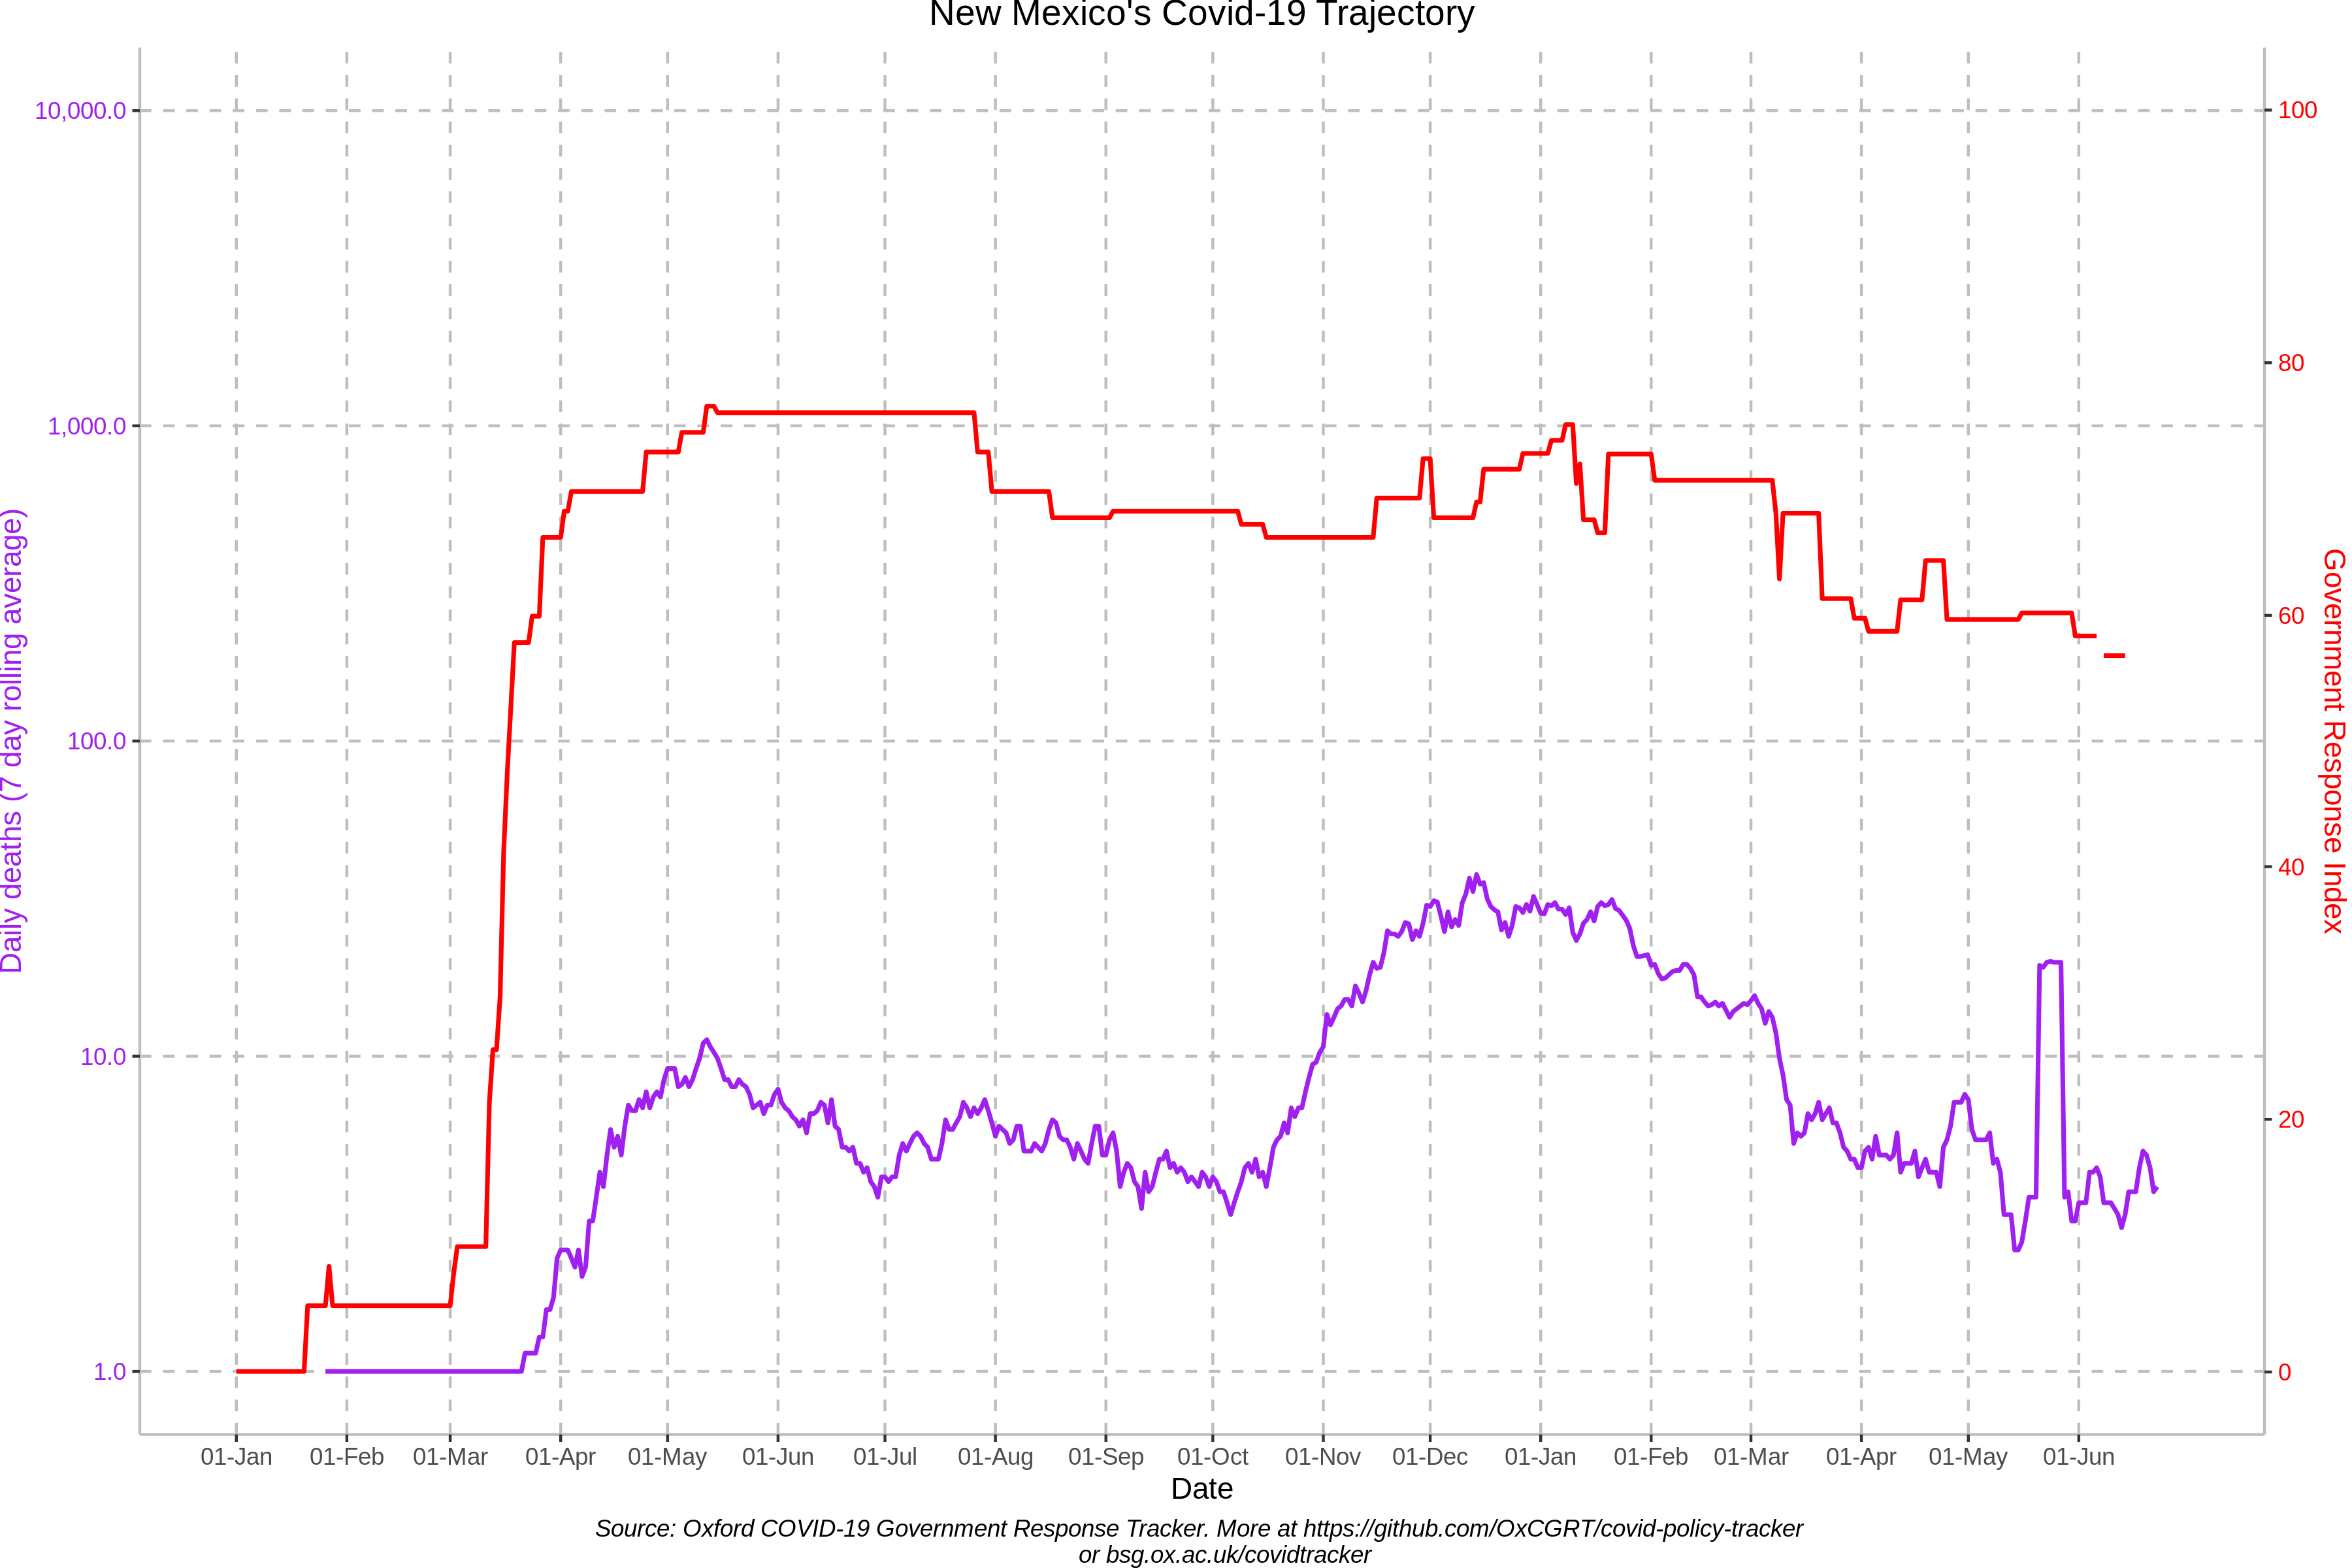 New Mexico's Covid-19 Trajectory
10,000.0
1,000.0
100.0
10.0
1.0
Daily deaths (7 day rolling average)
100
80
60
40
20
0
Government Response Index
01-Jan 01-Feb 01-Mar 01-Apr 01-May 01-Jun 01-Jul 01-Aug 01-Sep 01-Oct 01-Nov 01-Dec 01-Jan 01-Feb 01-Mar 01-Apr 01-May 01-Jun
Date
Source: Oxford COVID-19 Government Response Tracker. More at https://github.com/OxCGRT/covid-policy-tracker
or bsg.ox.ac.uk/covidtracker